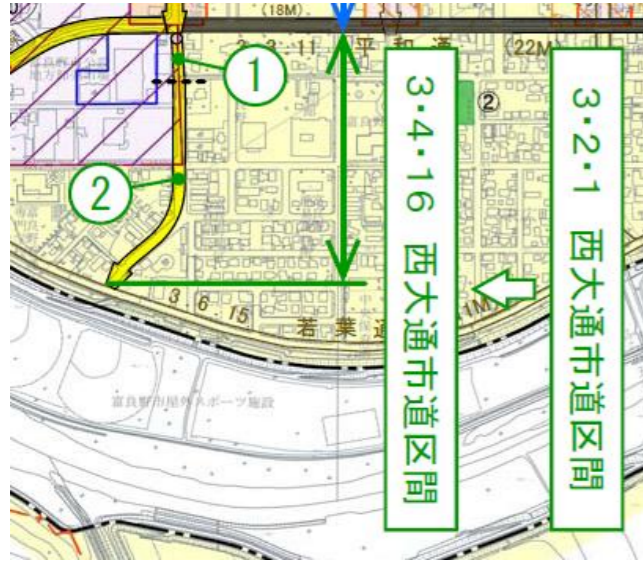 (18M)
3 3 11 平和通
(22M)
①
②
②
3・4・16 西大通市道区間
3・2・1 西大通市道区間
3 6 15
若葉通
富良野市屋外スポーツ施設